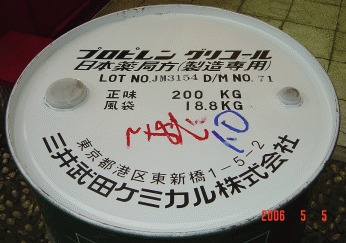 プロピレン グリコール
日本薬局方(製造専用)
LOT NO.JM3154 D/M NO. 71
正味 200 KG
風袋 18.8KG
東京都港区東新橋1-5-2
三井武田ケミカル株式会社
2006 5 5